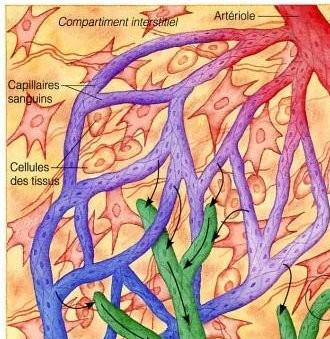 Artériole
Compartiment interstitiel
Capillaires
sanguins
Cellules
des tissus